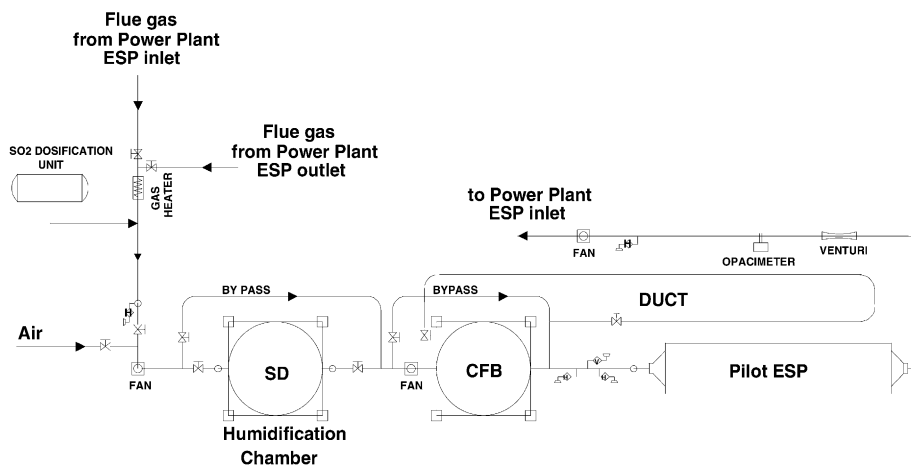 Flue gas
from Power Plant
ESP inlet
SO2 DOSIFICATION
UNIT
Flue gas
from Power Plant
ESP outlet
GAS
HEATER
to Power Plant
ESP inlet
FAN
H
OPACIMETER
VENTURI
BY PASS
BYPASS
DUCT
H
Air
FAN
SD
FAN
CFB
H
H
H
Pilot ESP
Humidification
Chamber